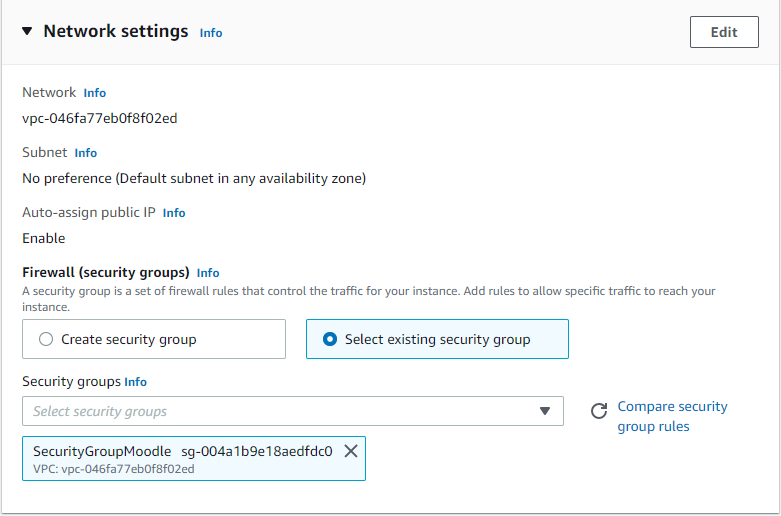 Network settings Info
Edit
Network Info
vpc-046fa77eb0f8f02ed
Subnet Info
No preference (Default subnet in any availability zone)
Auto-assign public IP Info
Enable
Firewall (security groups) Info
A security group is a set of firewall rules that control the traffic for your instance. Add rules to allow specific traffic to reach your
instance.
Create security group
Select existing security group
Security groups Info
Select security groups
Compare security
group rules
SecurityGroupMoodle sg-004a1b9e18aedfdc0
VPC: vpc-046fa77eb0f8f02ed